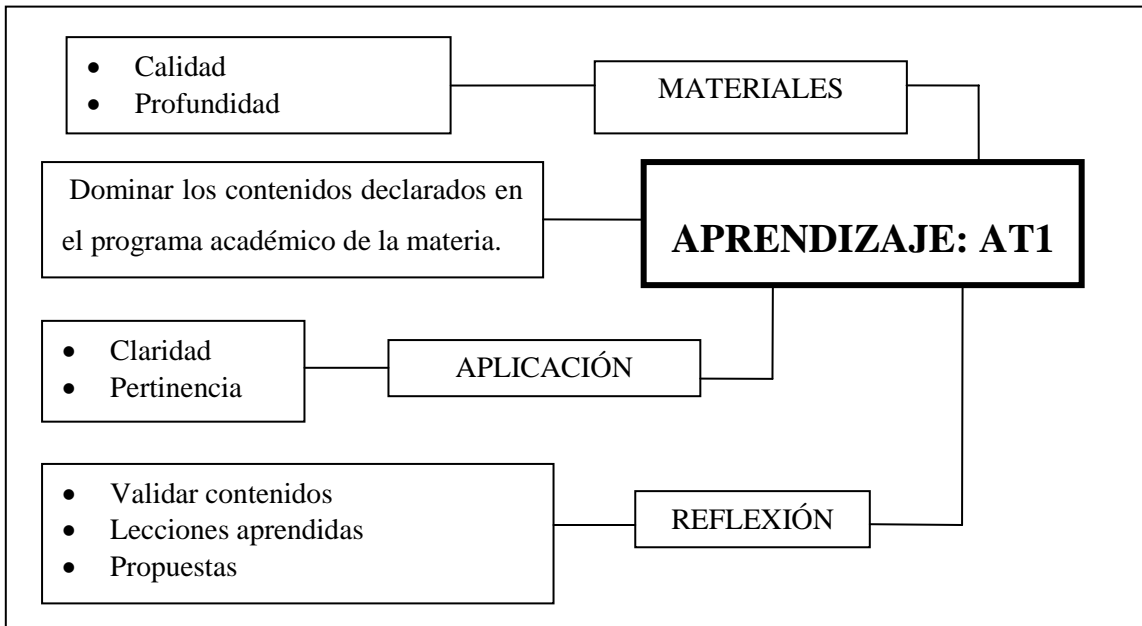 • Calidad
• Profundidad
MATERIALES
Dominar los contenidos declarados en
el programa académico de la materia.
APRENDIZAJE: AT1
• Claridad
• Pertinencia
APLICACIÓN
• Validar contenidos
• Lecciones aprendidas
• Propuestas
REFLEXIÓN